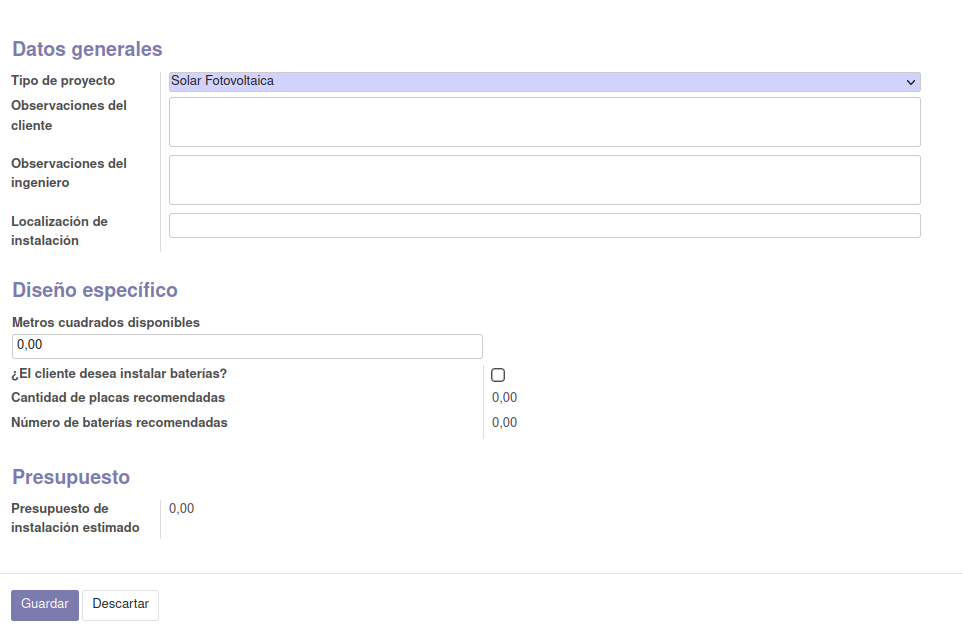 Datos generales
Tipo de proyecto
Solar Fotovoltaica
Observaciones del
cliente
Observaciones del
ingeniero
Localización de
instalación
Diseño específico
Metros cuadrados disponibles
0,00
¿El cliente desea instalar baterías?
Cantidad de placas recomendadas
0,00
Número de baterías recomendadas
0,00
Presupuesto
Presupuesto de
instalación estimado
0,00
Guardar
Descartar